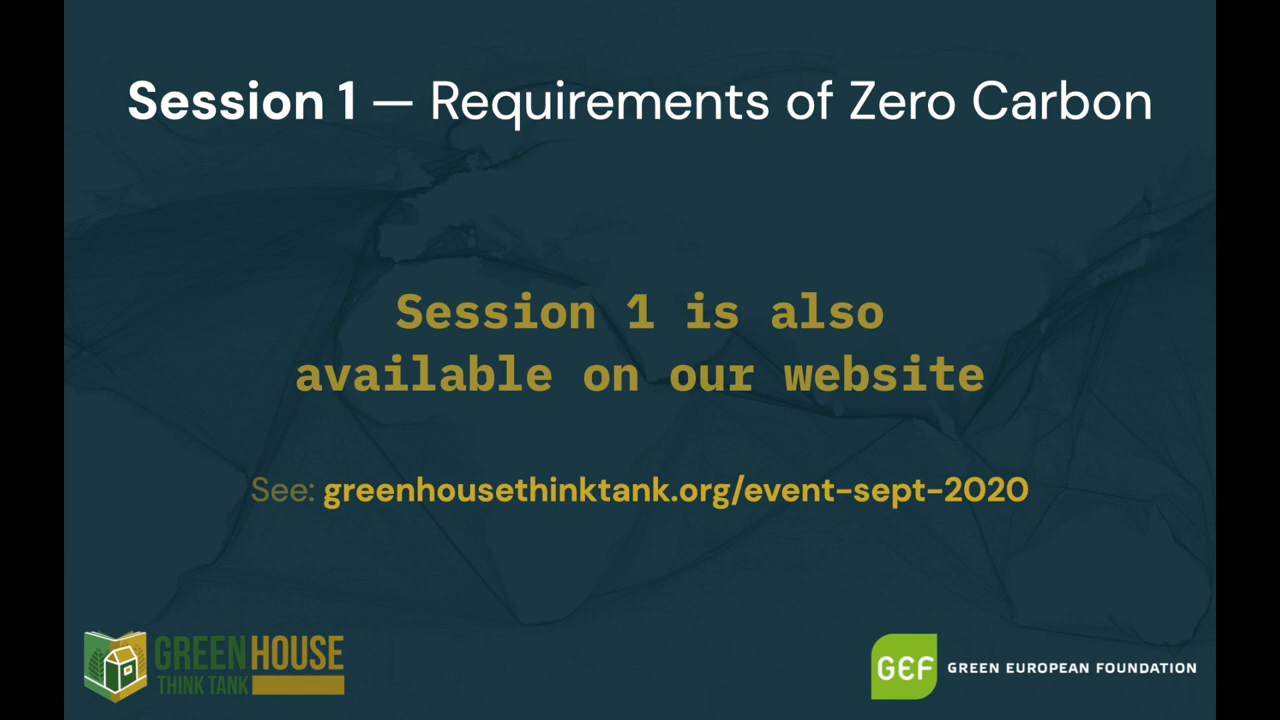 Session 1 — Requirements of Zero Carbon
Session 1 is also
available on our website
See: greenhousethinktank.org/event-sept-2020
GREEN HOUSE
THINK TANK
GEF GREEN EUROPEAN FOUNDATION